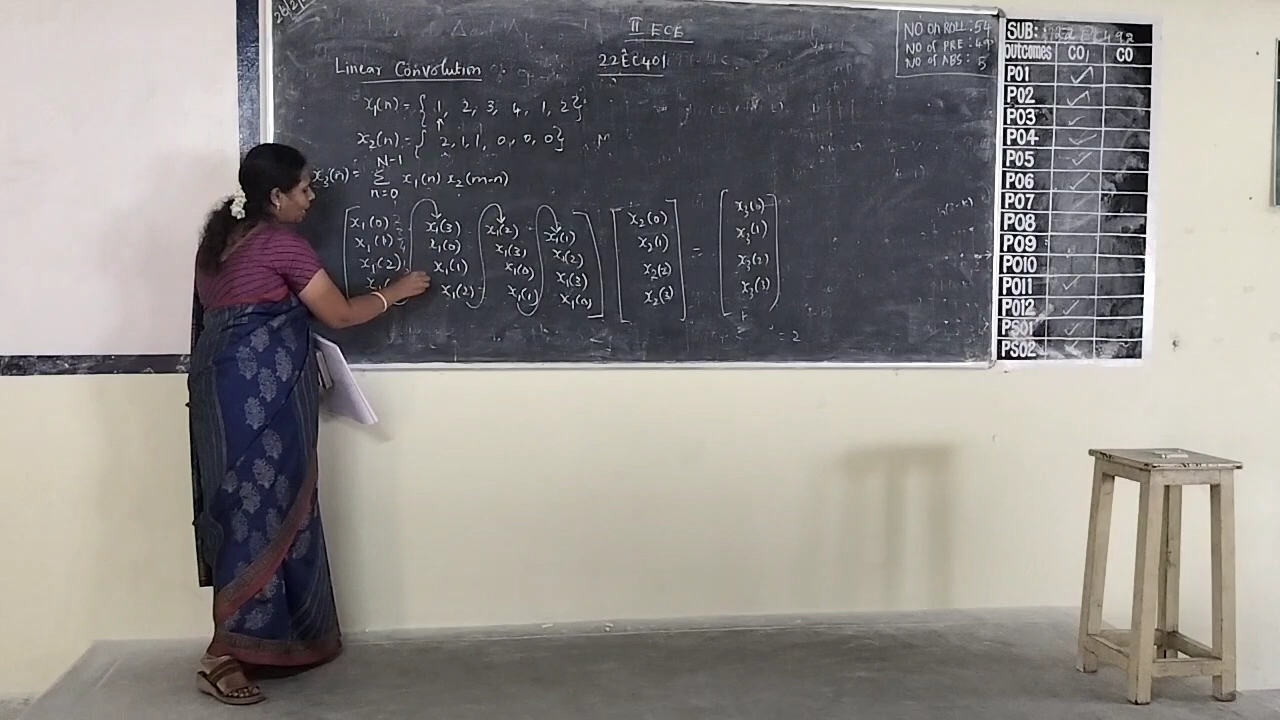 II ECE
22EC401
NO ON ROLL : 54
NO OF PRE : 49
NO OF ABS : 5
Linear Convolution
x₁(n) = { 1, 2, 3, 4, 1, 2 }
↑
x₂(n) = { 2, 1, 1, 0, 0, 0 }
x₃(n) = N-1 Σ n=0 x₁(n) x₂(m-n)
x₁(0) x₁(3) x₁(2) x₁(1) x₂(0) = x₃(0)
x₁(1) x₁(0) x₁(3) x₁(2) x₂(1) x₃(1)
x₁(2) x₁(1) x₁(0) x₁(3) x₂(2) x₃(2)
x₁(2) x₁(1) x₁(0) x₂(3) x₃(3)
= 2
SUB: 22EC492
outcomes CO1 CO
PO1 ✓
PO2 ✓
PO3 ✓
PO4 ✓
PO5 ✓
PO6 ✓
PO7
PO8
PO9
PO10
PO11 ✓
PO12 ✓
PS01 ✓
PS02 ✓